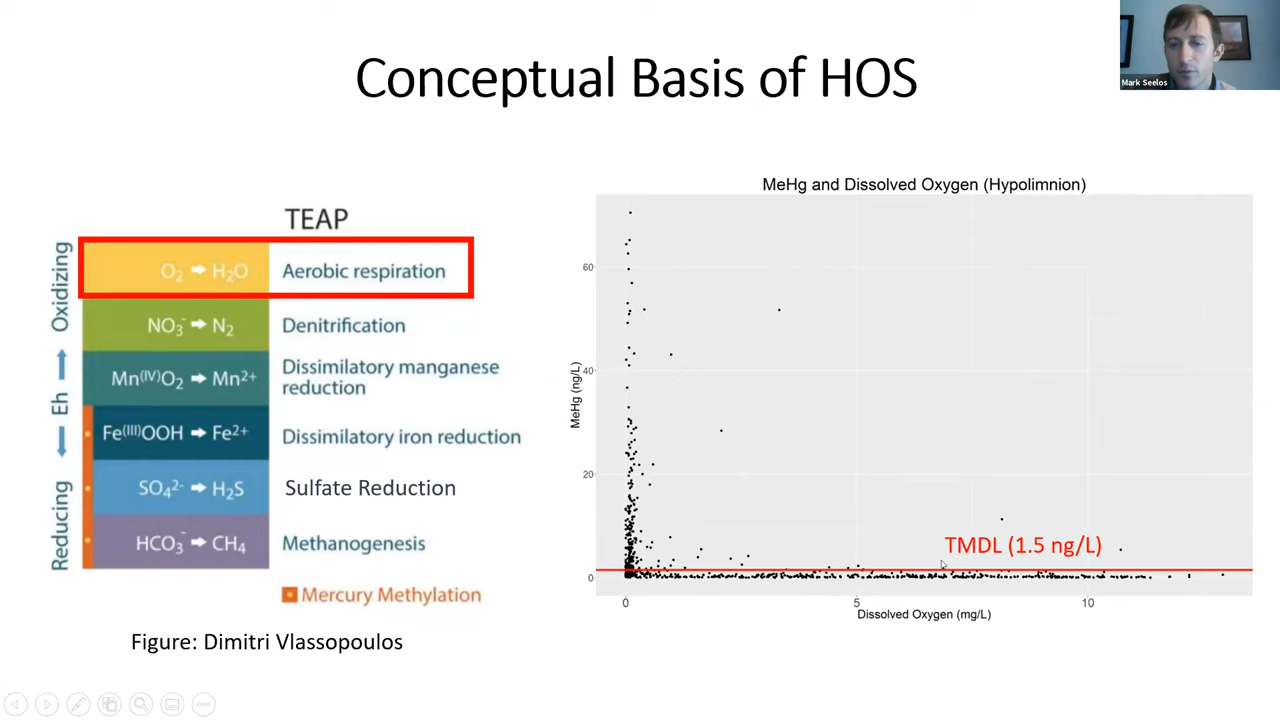 Conceptual Basis of HOS
Mark Seelos
TEAP
Oxidizing
Eh
Reducing
O₂ → H₂O
Aerobic respiration
NO₃⁻ → N₂
Denitrification
Mn(IV)O₂ → Mn²⁺
Dissimilatory manganese
reduction
Fe(III)OOH → Fe²⁺
Dissimilatory iron reduction
SO₄²⁻ → H₂S
Sulfate Reduction
HCO₃⁻ → CH₄
Methanogenesis
Mercury Methylation
Figure: Dimitri Vlassopoulos
MeHg and Dissolved Oxygen (Hypolimnion)
MeHg (ng/L)
60
40
20
0
TMDL (1.5 ng/L)
0 5 10
Dissolved Oxygen (mg/L)